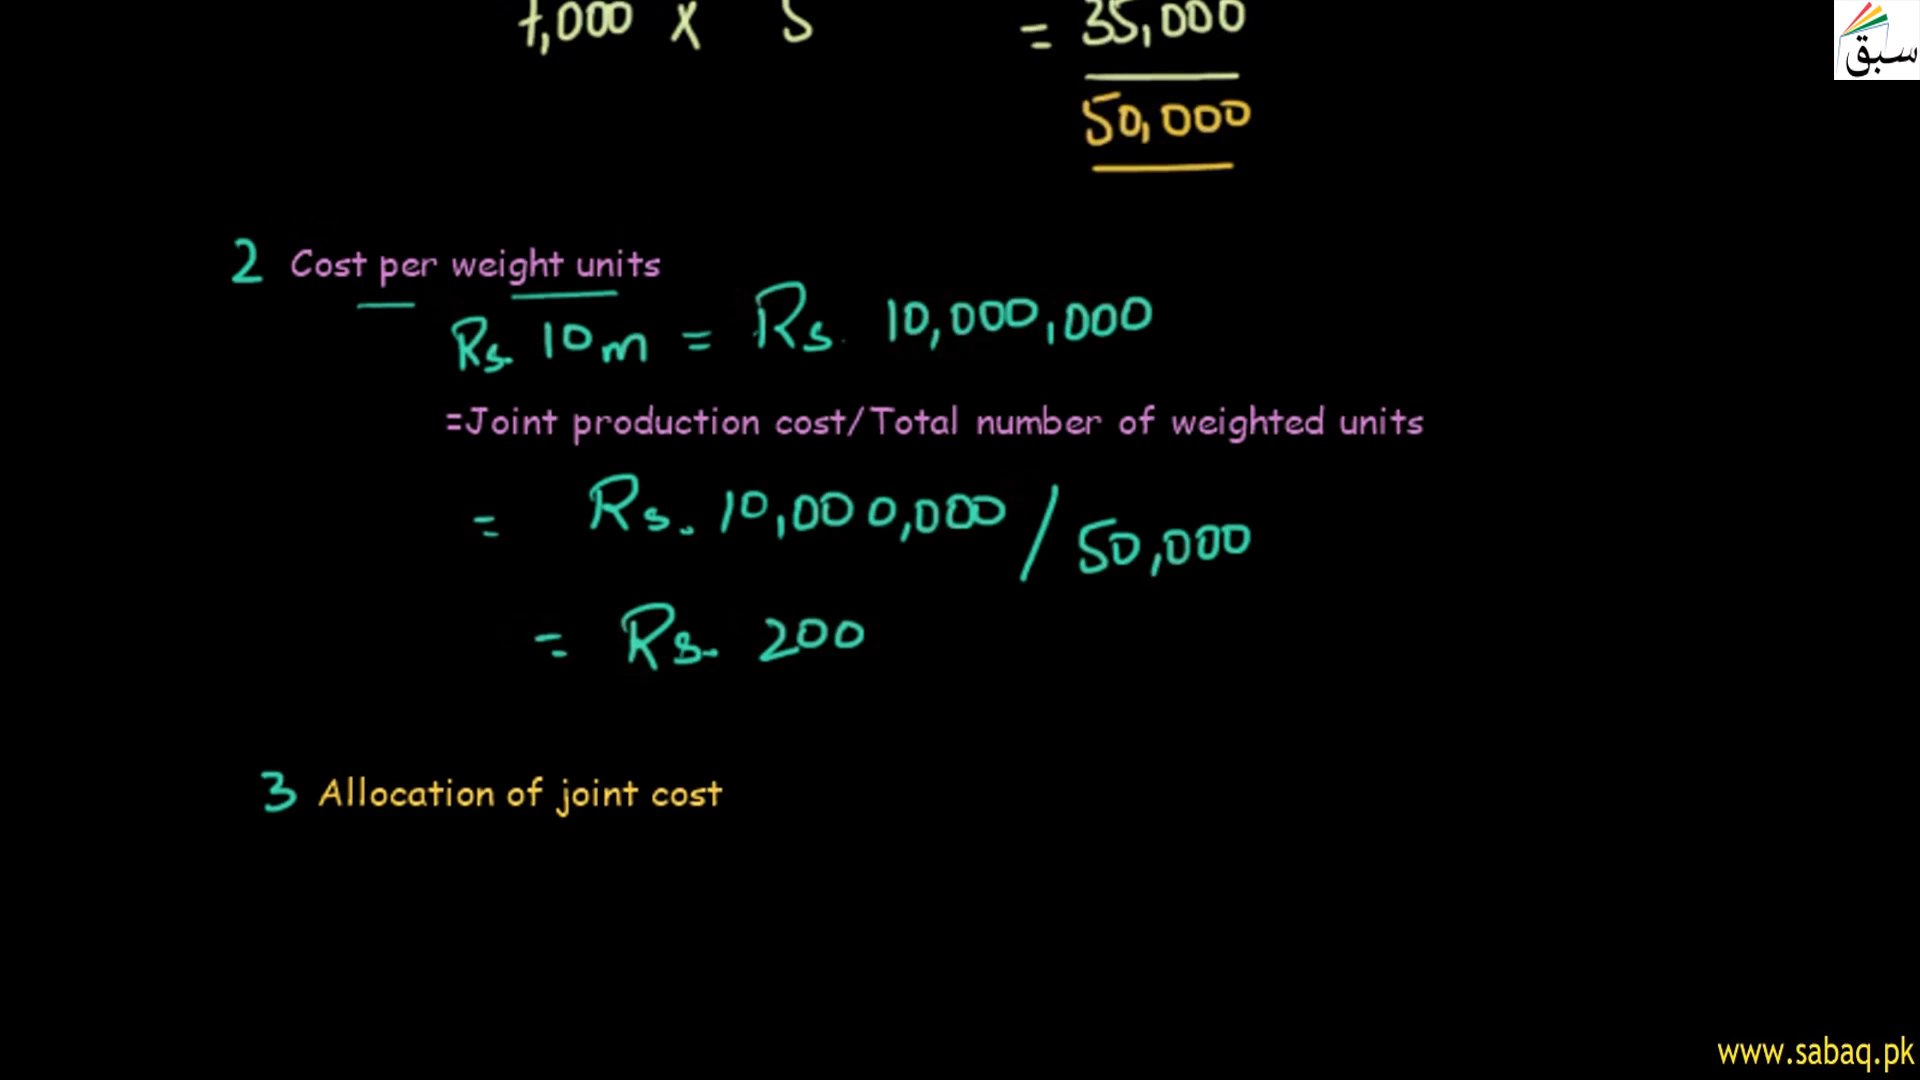 7,000 x 5 = 35,000
سبق
50,000
2 Cost per weight units
Rs. 10m = Rs. 10,000,000
=Joint production cost/Total number of weighted units
= Rs. 10,000,000/50,000
= Rs. 200
3 Allocation of joint cost
www.sabaq.pk